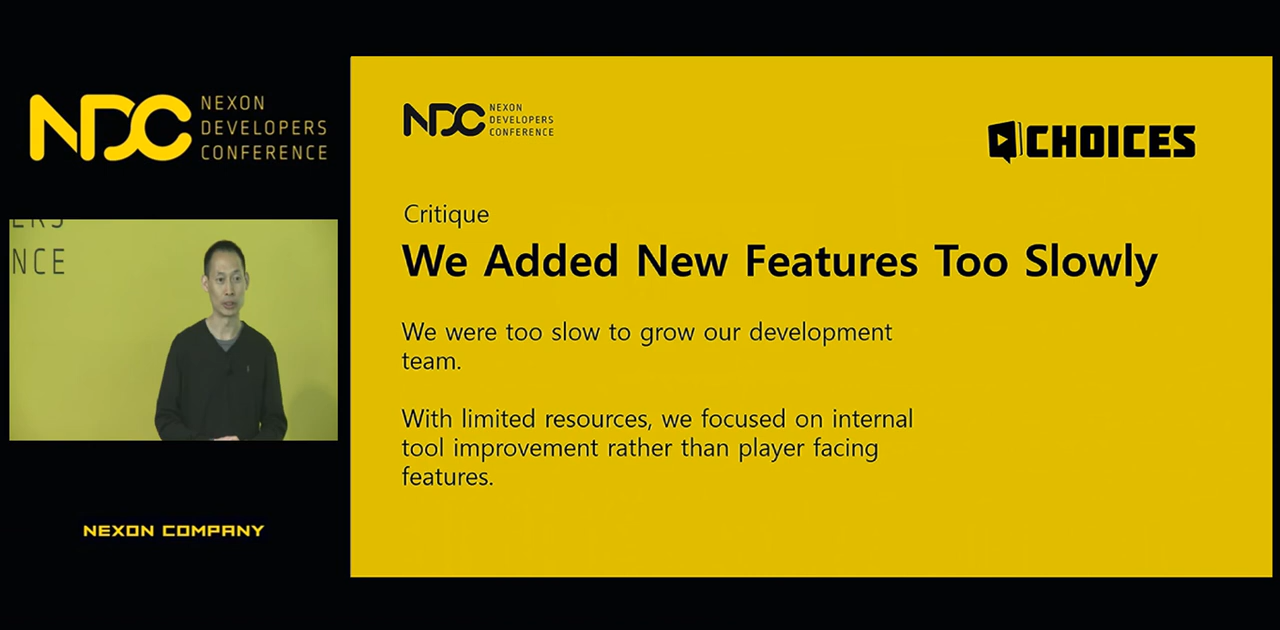 NDC NEXON
DEVELOPERS
CONFERENCE
NCE
NEXON COMPANY
NDC NEXON
DEVELOPERS
CONFERENCE
CHOICES
Critique
We Added New Features Too Slowly
We were too slow to grow our development
team.
With limited resources, we focused on internal
tool improvement rather than player facing
features.